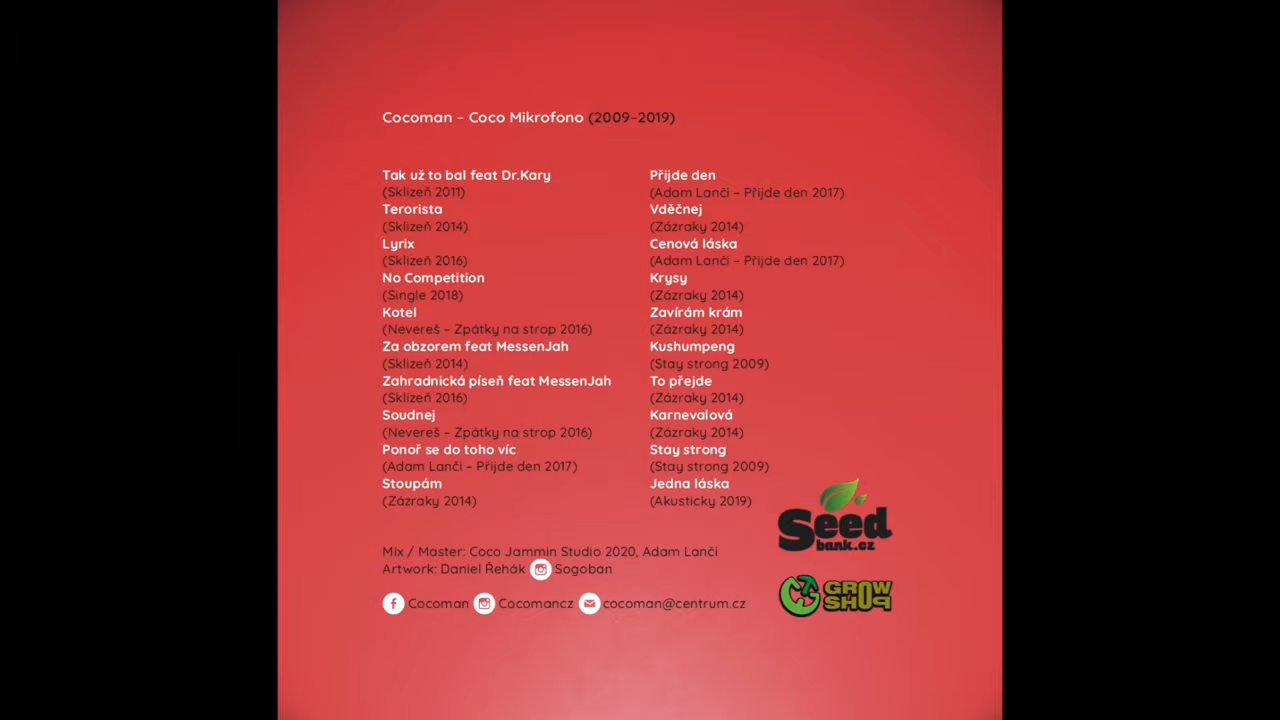 Cocoman – Coco Mikrofono (2009–2019)
Tak už to bal feat Dr.Kary
(Sklizeň 2011)
Terorista
(Sklizeň 2014)
Lyrix
(Sklizeň 2016)
No Competition
(Single 2018)
Kotel
(Nevereš – Zpátky na strop 2016)
Za obzorem feat MessenJah
(Sklizeň 2014)
Zahradnická píseň feat MessenJah
(Sklizeň 2016)
Soudnej
(Nevereš – Zpátky na strop 2016)
Ponoř se do toho víc
(Adam Lanči – Přijde den 2017)
Stoupám
(Zázraky 2014)
Přijde den
(Adam Lanči – Přijde den 2017)
Vděčnej
(Zázraky 2014)
Cenová láska
(Adam Lanči – Přijde den 2017)
Krysy
(Zázraky 2014)
Zavírám krám
(Zázraky 2014)
Kushumpeng
(Stay strong 2009)
To přejde
(Zázraky 2014)
Karnevalová
(Zázraky 2014)
Stay strong
(Stay strong 2009)
Jedna láska
(Akusticky 2019)
Mix / Master: Coco Jammin Studio 2020, Adam Lanči
Artwork: Daniel Řehák Sogoban
Cocoman Cocomancz cocoman@centrum.cz
Seed
bank.cz
GROW
SHOP